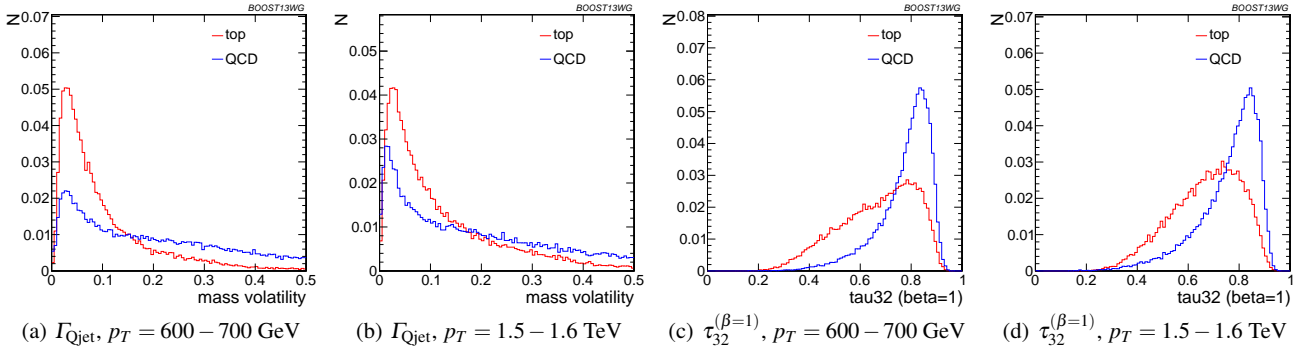 BOOST13WG
N
0.07
0.06
0.05
0.04
0.03
0.02
0.01
0
0 0.1 0.2 0.3 0.4 0.5
top
QCD
mass volatility
(a) Γ_Qjet, p_T = 600 – 700 GeV
BOOST13WG
N
0.05
0.04
0.03
0.02
0.01
0
0 0.1 0.2 0.3 0.4 0.5
top
QCD
mass volatility
(b) Γ_Qjet, p_T = 1.5 – 1.6 TeV
BOOST13WG
N
0.08
0.07
0.06
0.05
0.04
0.03
0.02
0.01
0
0 0.2 0.4 0.6 0.8 1
top
QCD
tau32 (beta=1)
(c) τ_32^(β=1), p_T = 600 – 700 GeV
BOOST13WG
N
0.07
0.06
0.05
0.04
0.03
0.02
0.01
0
0 0.2 0.4 0.6 0.8 1
top
QCD
tau32 (beta=1)
(d) τ_32^(β=1), p_T = 1.5 – 1.6 TeV